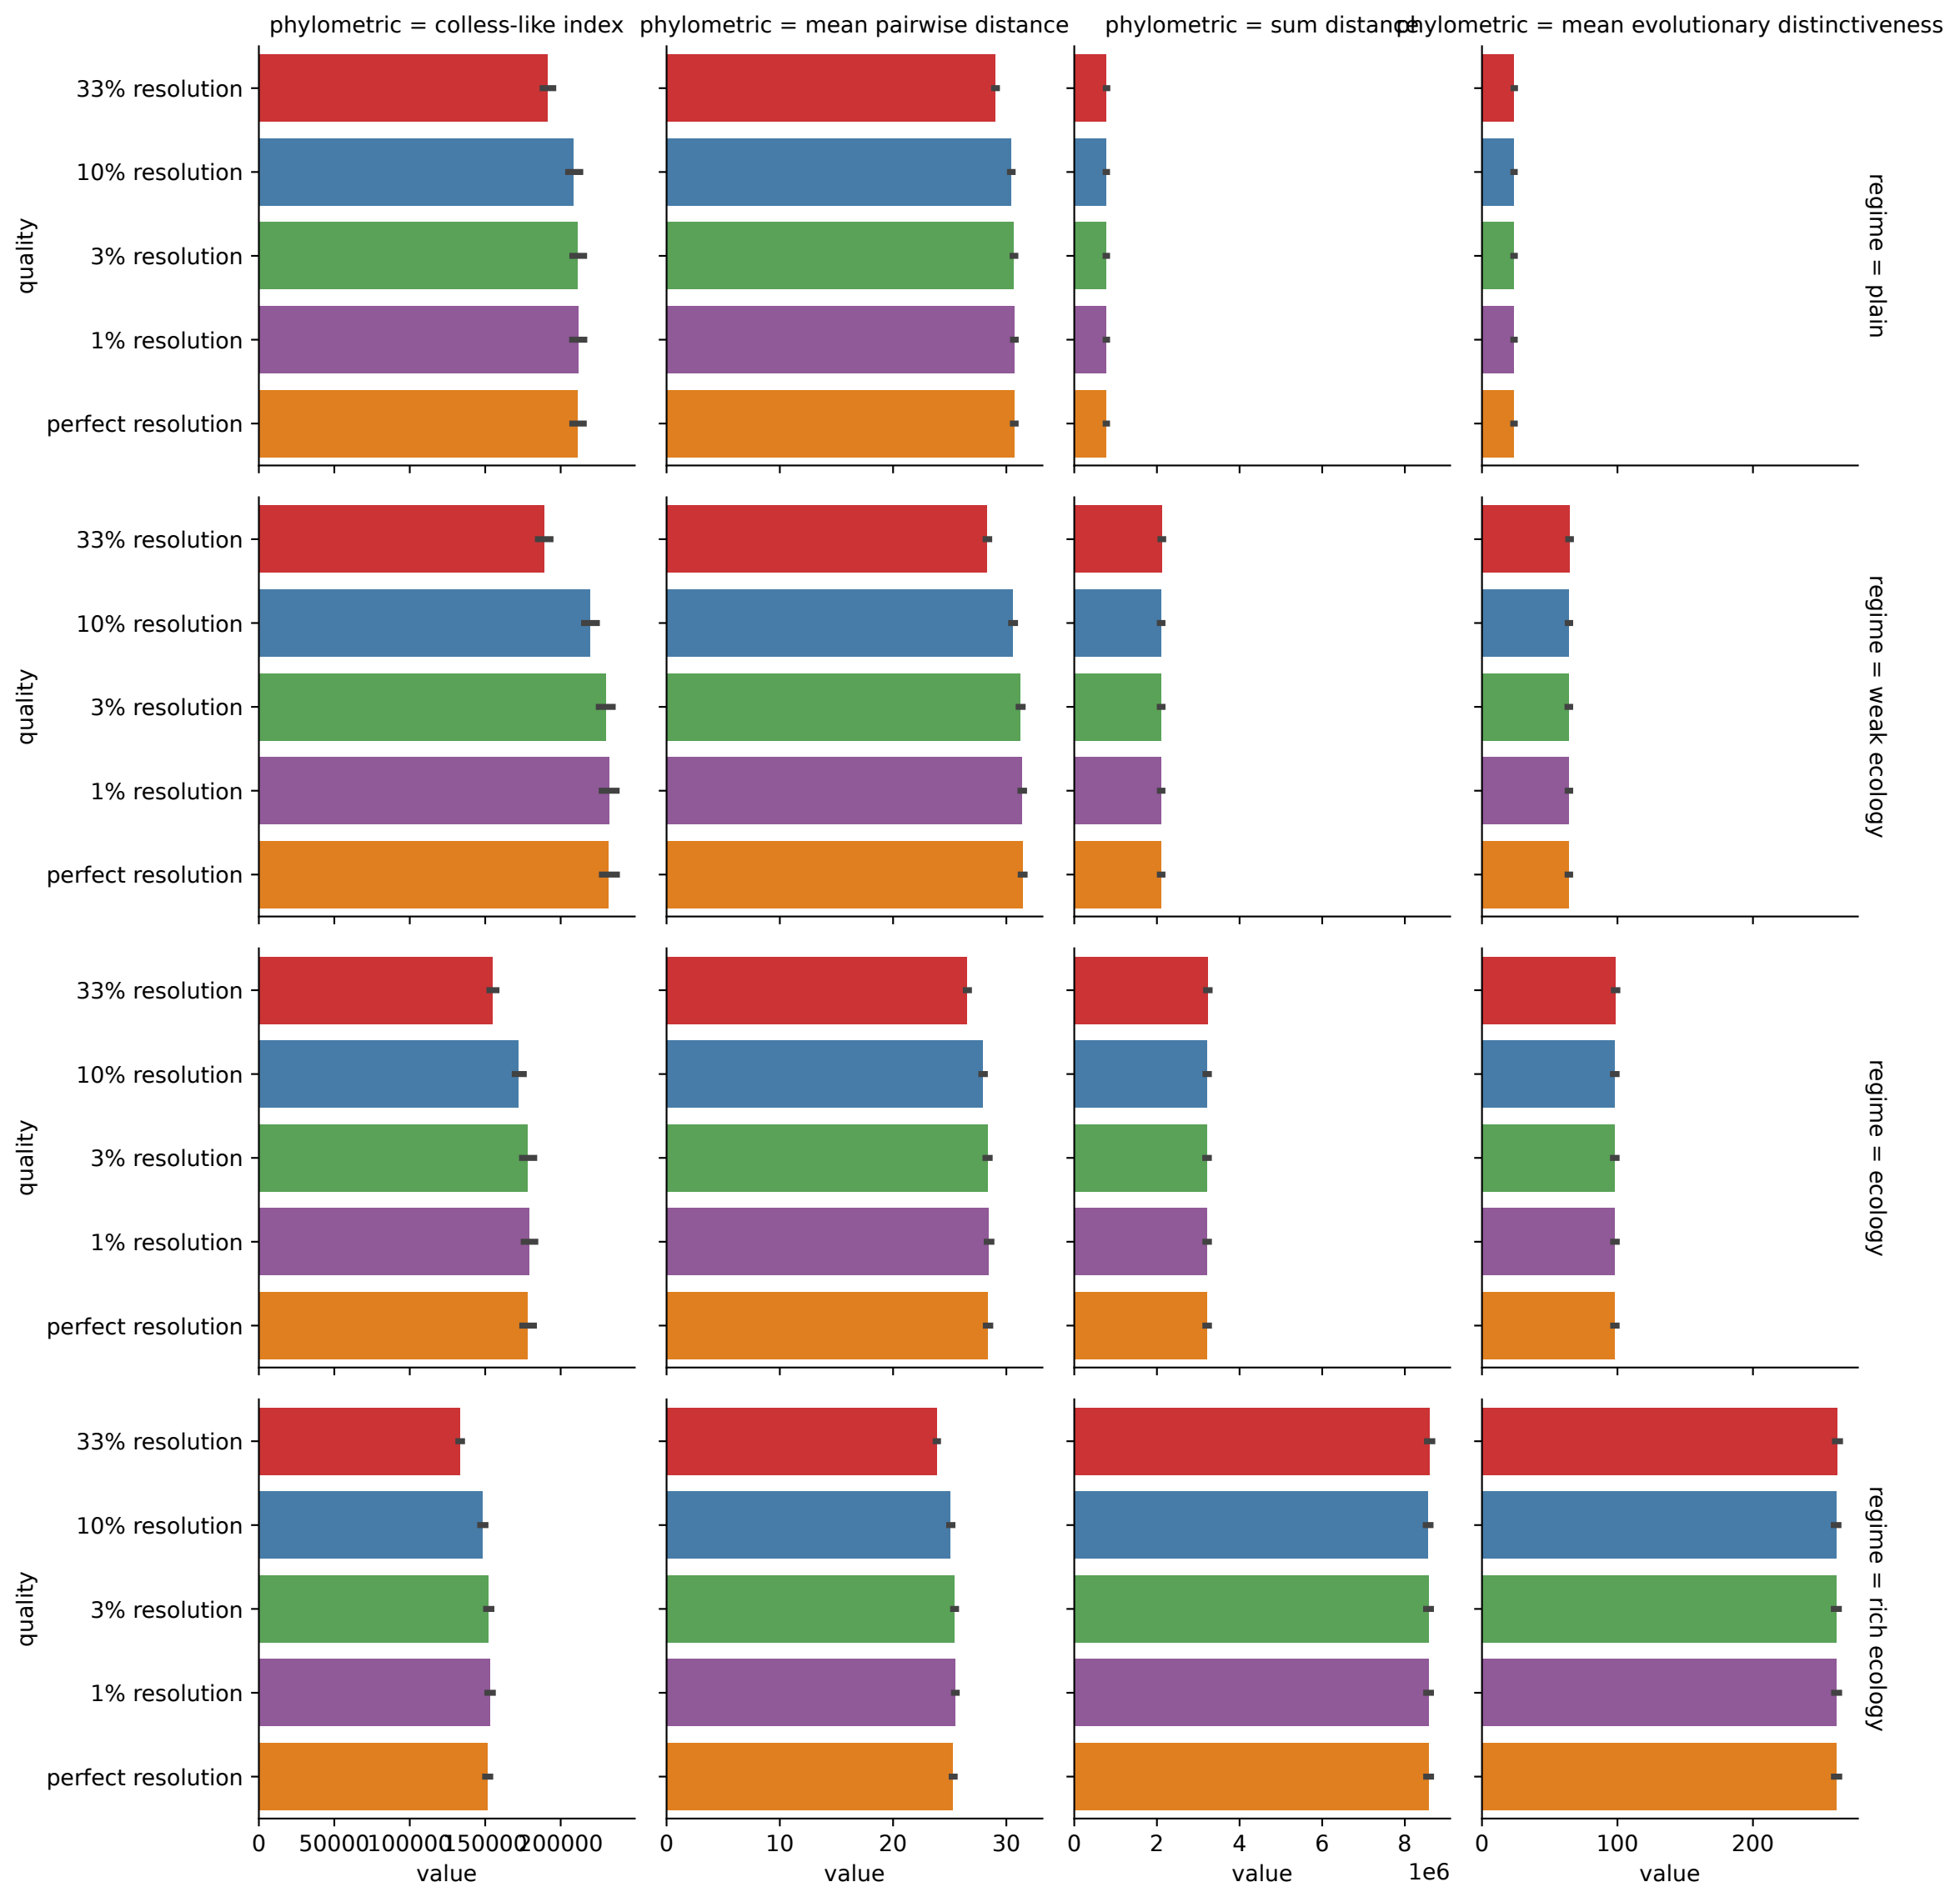 phylometric = colless-like index
phylometric = mean pairwise distance
phylometric = sum distance
phylometric = mean evolutionary distinctiveness
quality
33% resolution
10% resolution
3% resolution
1% resolution
perfect resolution
regime = plain
quality
33% resolution
10% resolution
3% resolution
1% resolution
perfect resolution
regime = weak ecology
quality
33% resolution
10% resolution
3% resolution
1% resolution
perfect resolution
regime = ecology
quality
33% resolution
10% resolution
3% resolution
1% resolution
perfect resolution
regime = rich ecology
0 50000 100000 150000 200000
0 10 20 30
0 2 4 6 8
0 100 200
1e6
value
value
value
value